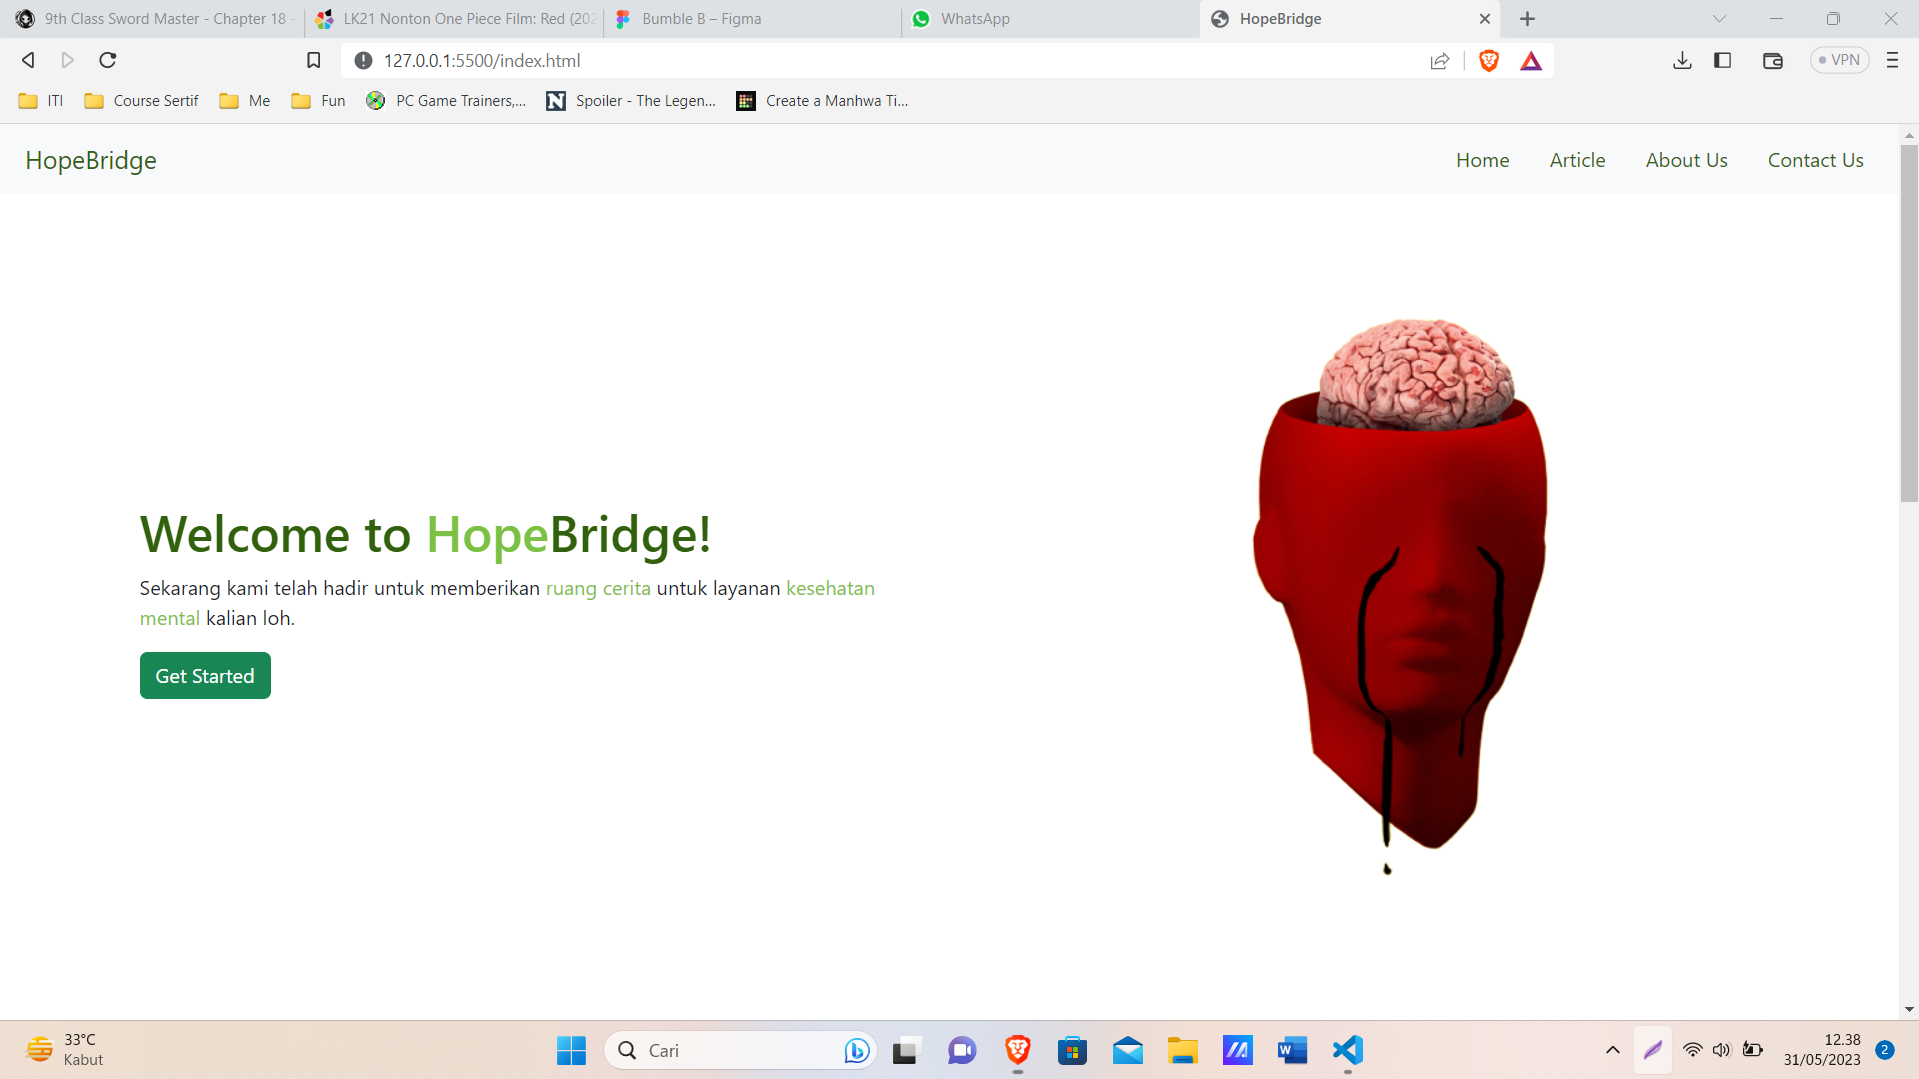 9th Class Sword Master - Chapter 18 -
LK21 Nonton One Piece Film: Red (202
Bumble B – Figma
WhatsApp
HopeBridge
127.0.0.1:5500/index.html
VPN
ITI
Course Sertif
Me
Fun
PC Game Trainers,...
Spoiler - The Legen...
Create a Manhwa Ti...
HopeBridge
Home
Article
About Us
Contact Us
Welcome to HopeBridge!
Sekarang kami telah hadir untuk memberikan ruang cerita untuk layanan kesehatan
mental kalian loh.
Get Started
33°C
Kabut
Cari
12.38
31/05/2023
2